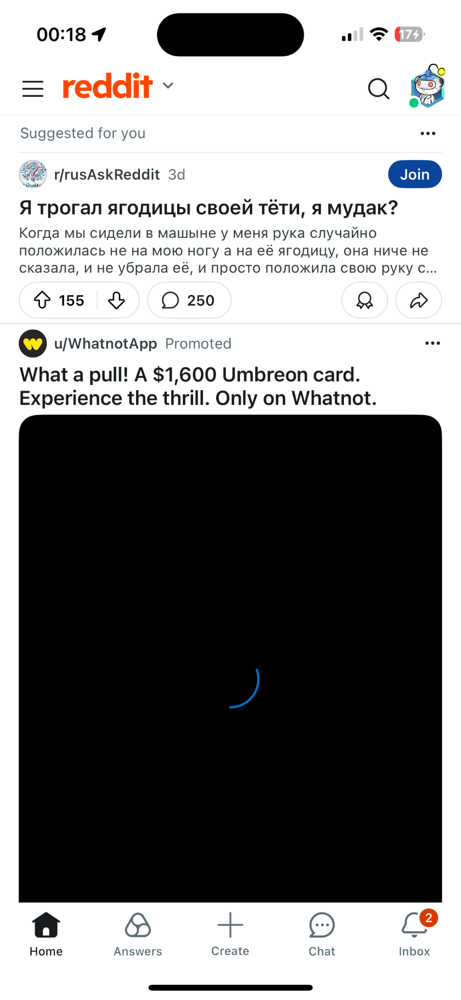 00:18
17
reddit
Suggested for you
r/rusAskReddit 3d
Join
Я трогал ягодицы своей тёти, я мудак?
Когда мы сидели в машыне у меня рука случайно
положилась не на мою ногу а на её ягодицу, она ниче не
сказала, и не убрала её, и просто положила свою руку с...
155
250
u/WhatnotApp Promoted
What a pull! A $1,600 Umbreon card.
Experience the thrill. Only on Whatnot.
Home
Answers
Create
Chat
2
Inbox